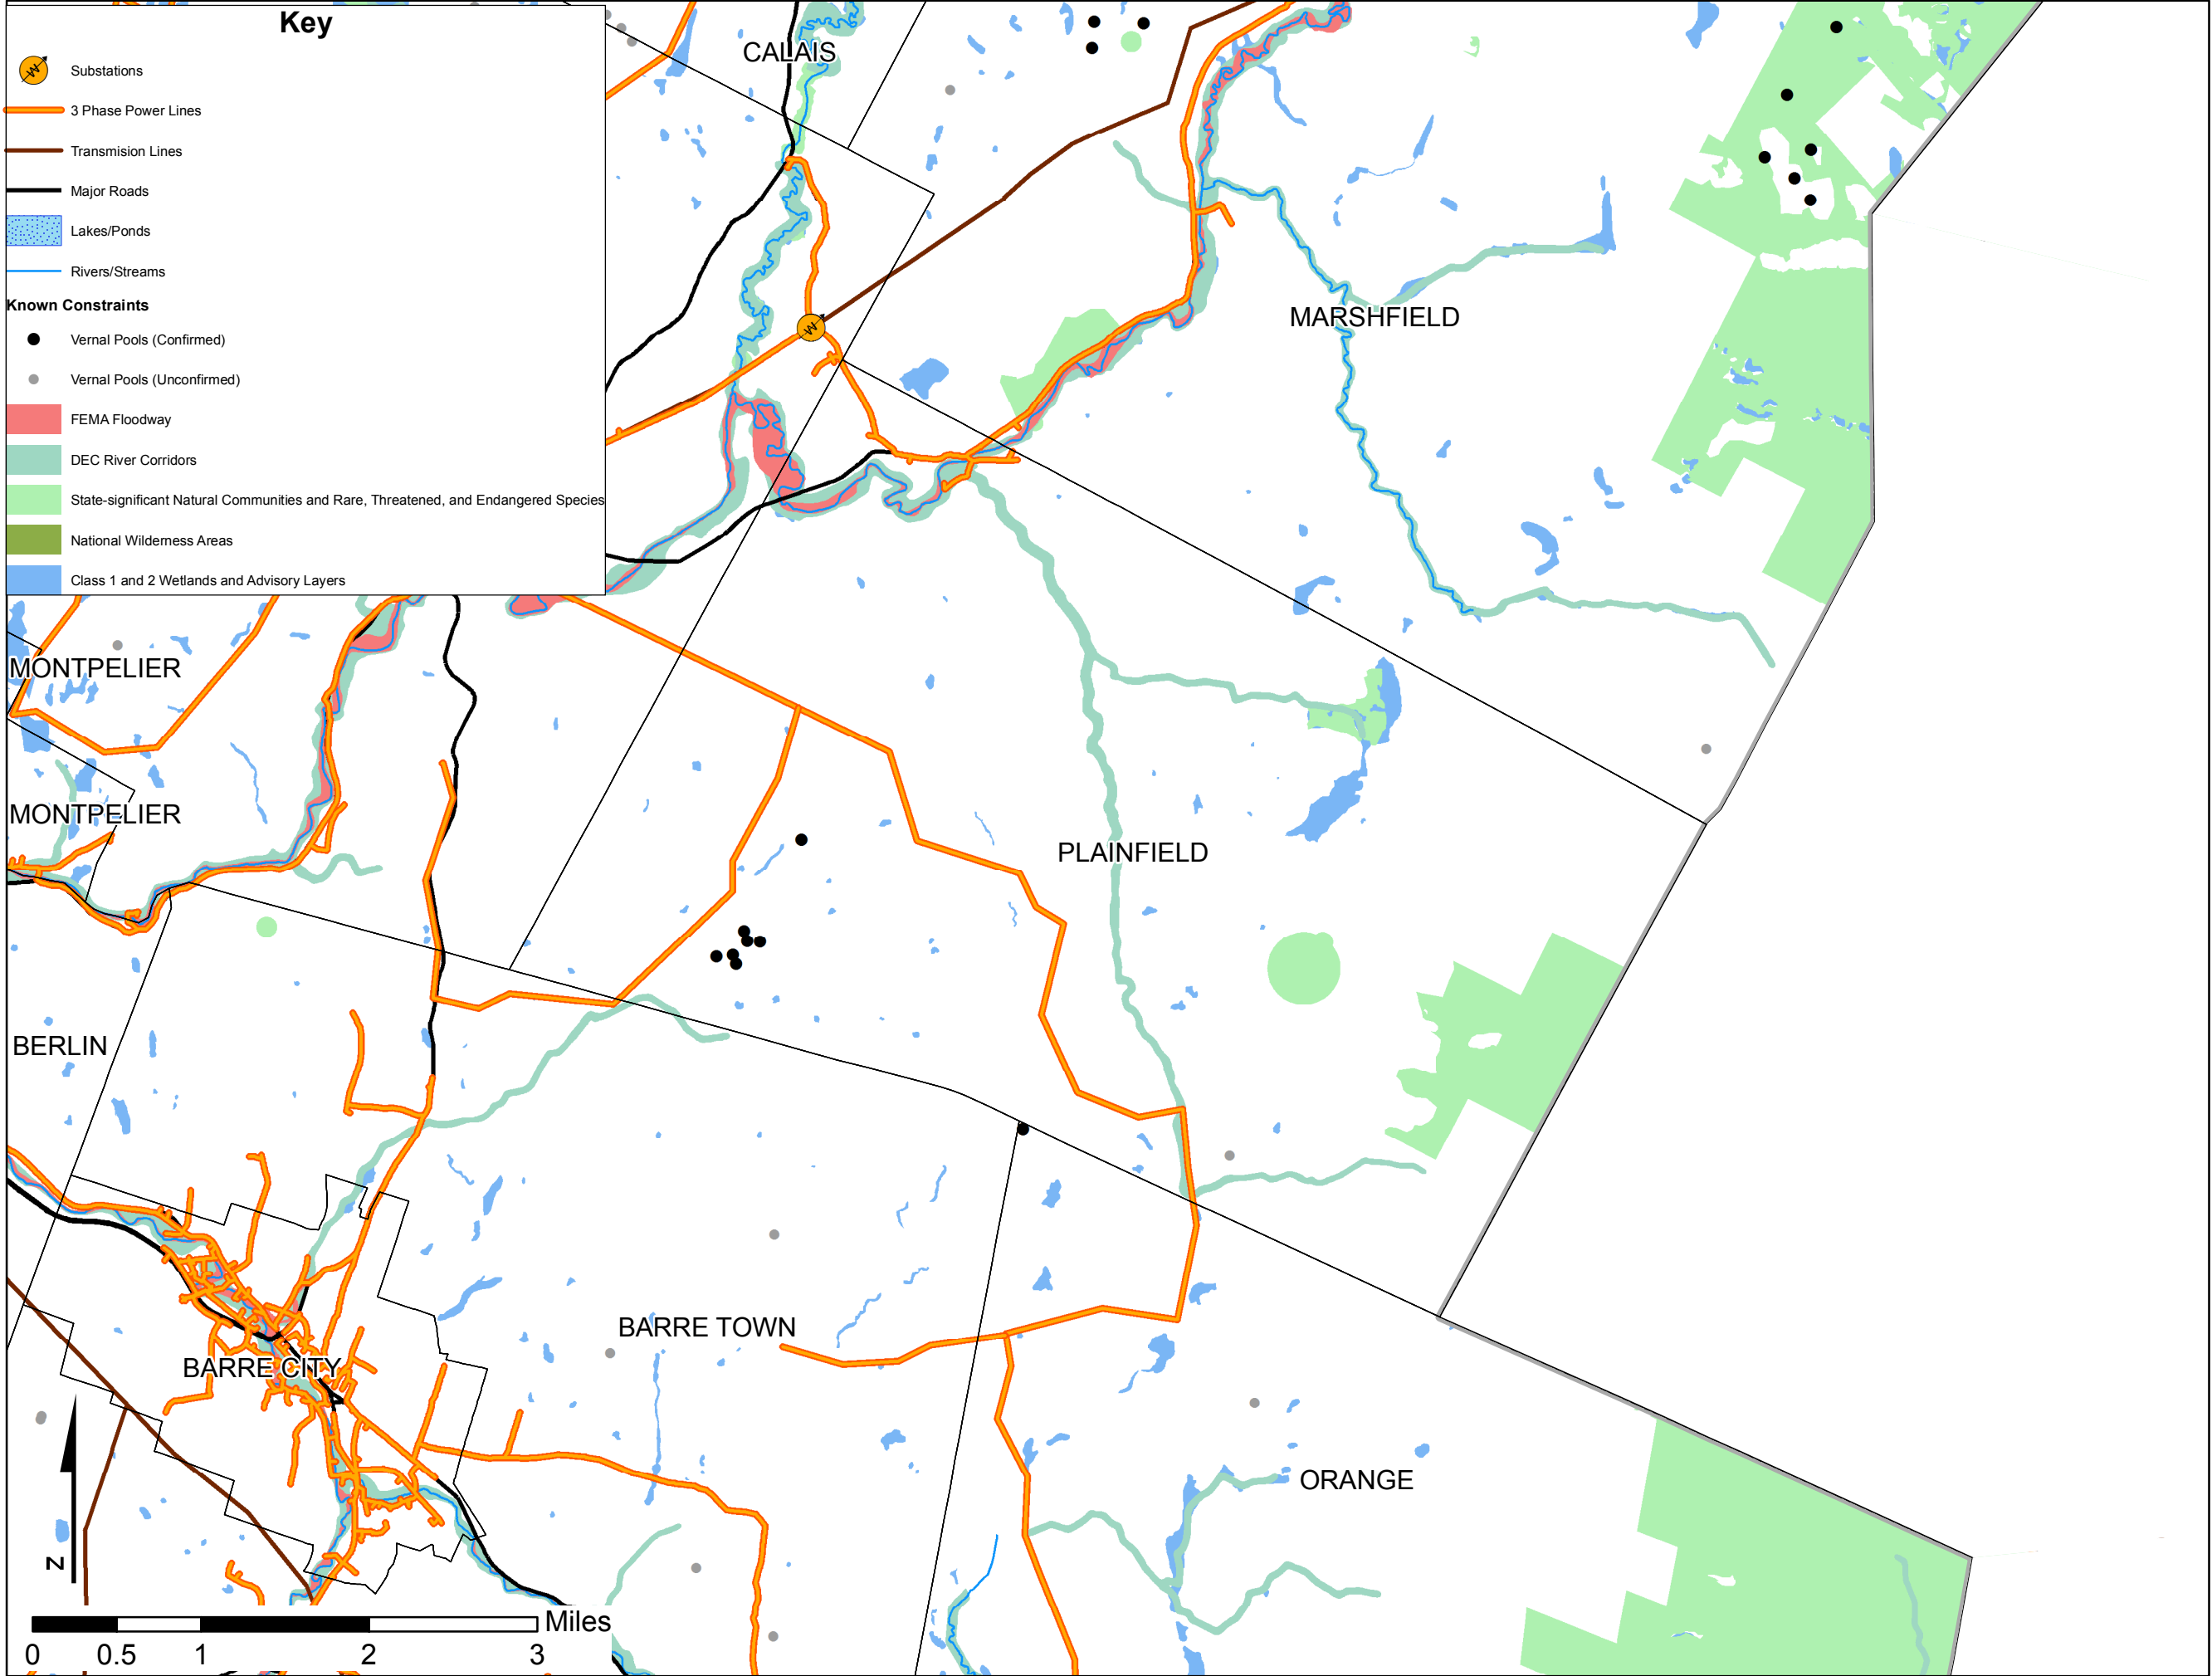 Key
W
Substations
3 Phase Power Lines
Transmision Lines
Major Roads
Lakes/Ponds
Rivers/Streams
Known Constraints
Vernal Pools (Confirmed)
Vernal Pools (Unconfirmed)
FEMA Floodway
DEC River Corridors
State-significant Natural Communities and Rare, Threatened, and Endangered Species
National Wilderness Areas
Class 1 and 2 Wetlands and Advisory Layers
CALAIS
W
MARSHFIELD
MONTPELIER
MONTPELIER
PLAINFIELD
BERLIN
BARRE TOWN
BARRE CITY
ORANGE
N
Miles
0 0.5 1 2 3